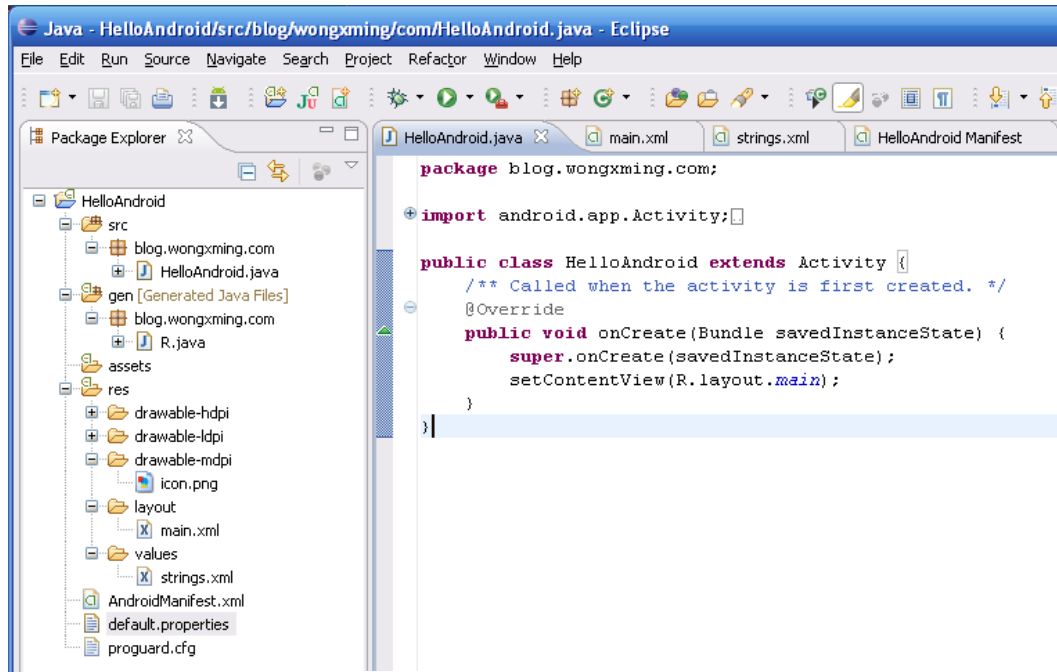 Java - HelloAndroid/src/blog/wongxming/com/HelloAndroid.java - Eclipse
File Edit Run Source Navigate Search Project Refactor Window Help
Package Explorer
HelloAndroid.java main.xml strings.xml HelloAndroid Manifest
HelloAndroid
src
blog.wongxming.com
HelloAndroid.java
gen [Generated Java Files]
blog.wongxming.com
R.java
assets
res
drawable-hdpi
drawable-ldpi
drawable-mdpi
icon.png
layout
main.xml
values
strings.xml
AndroidManifest.xml
default.properties
proguard.cfg
package blog.wongxming.com;
import android.app.Activity;
public class HelloAndroid extends Activity {
/** Called when the activity is first created. */
@Override
public void onCreate(Bundle savedInstanceState) {
super.onCreate(savedInstanceState);
setContentView(R.layout.main);
}
}